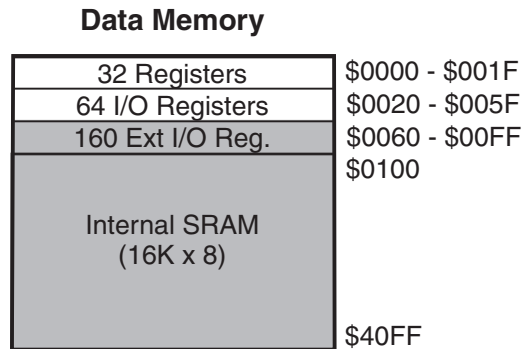 Data Memory
32 Registers $0000 - $001F
64 I/O Registers $0020 - $005F
160 Ext I/O Reg. $0060 - $00FF
$0100
Internal SRAM
(16K x 8)
$40FF